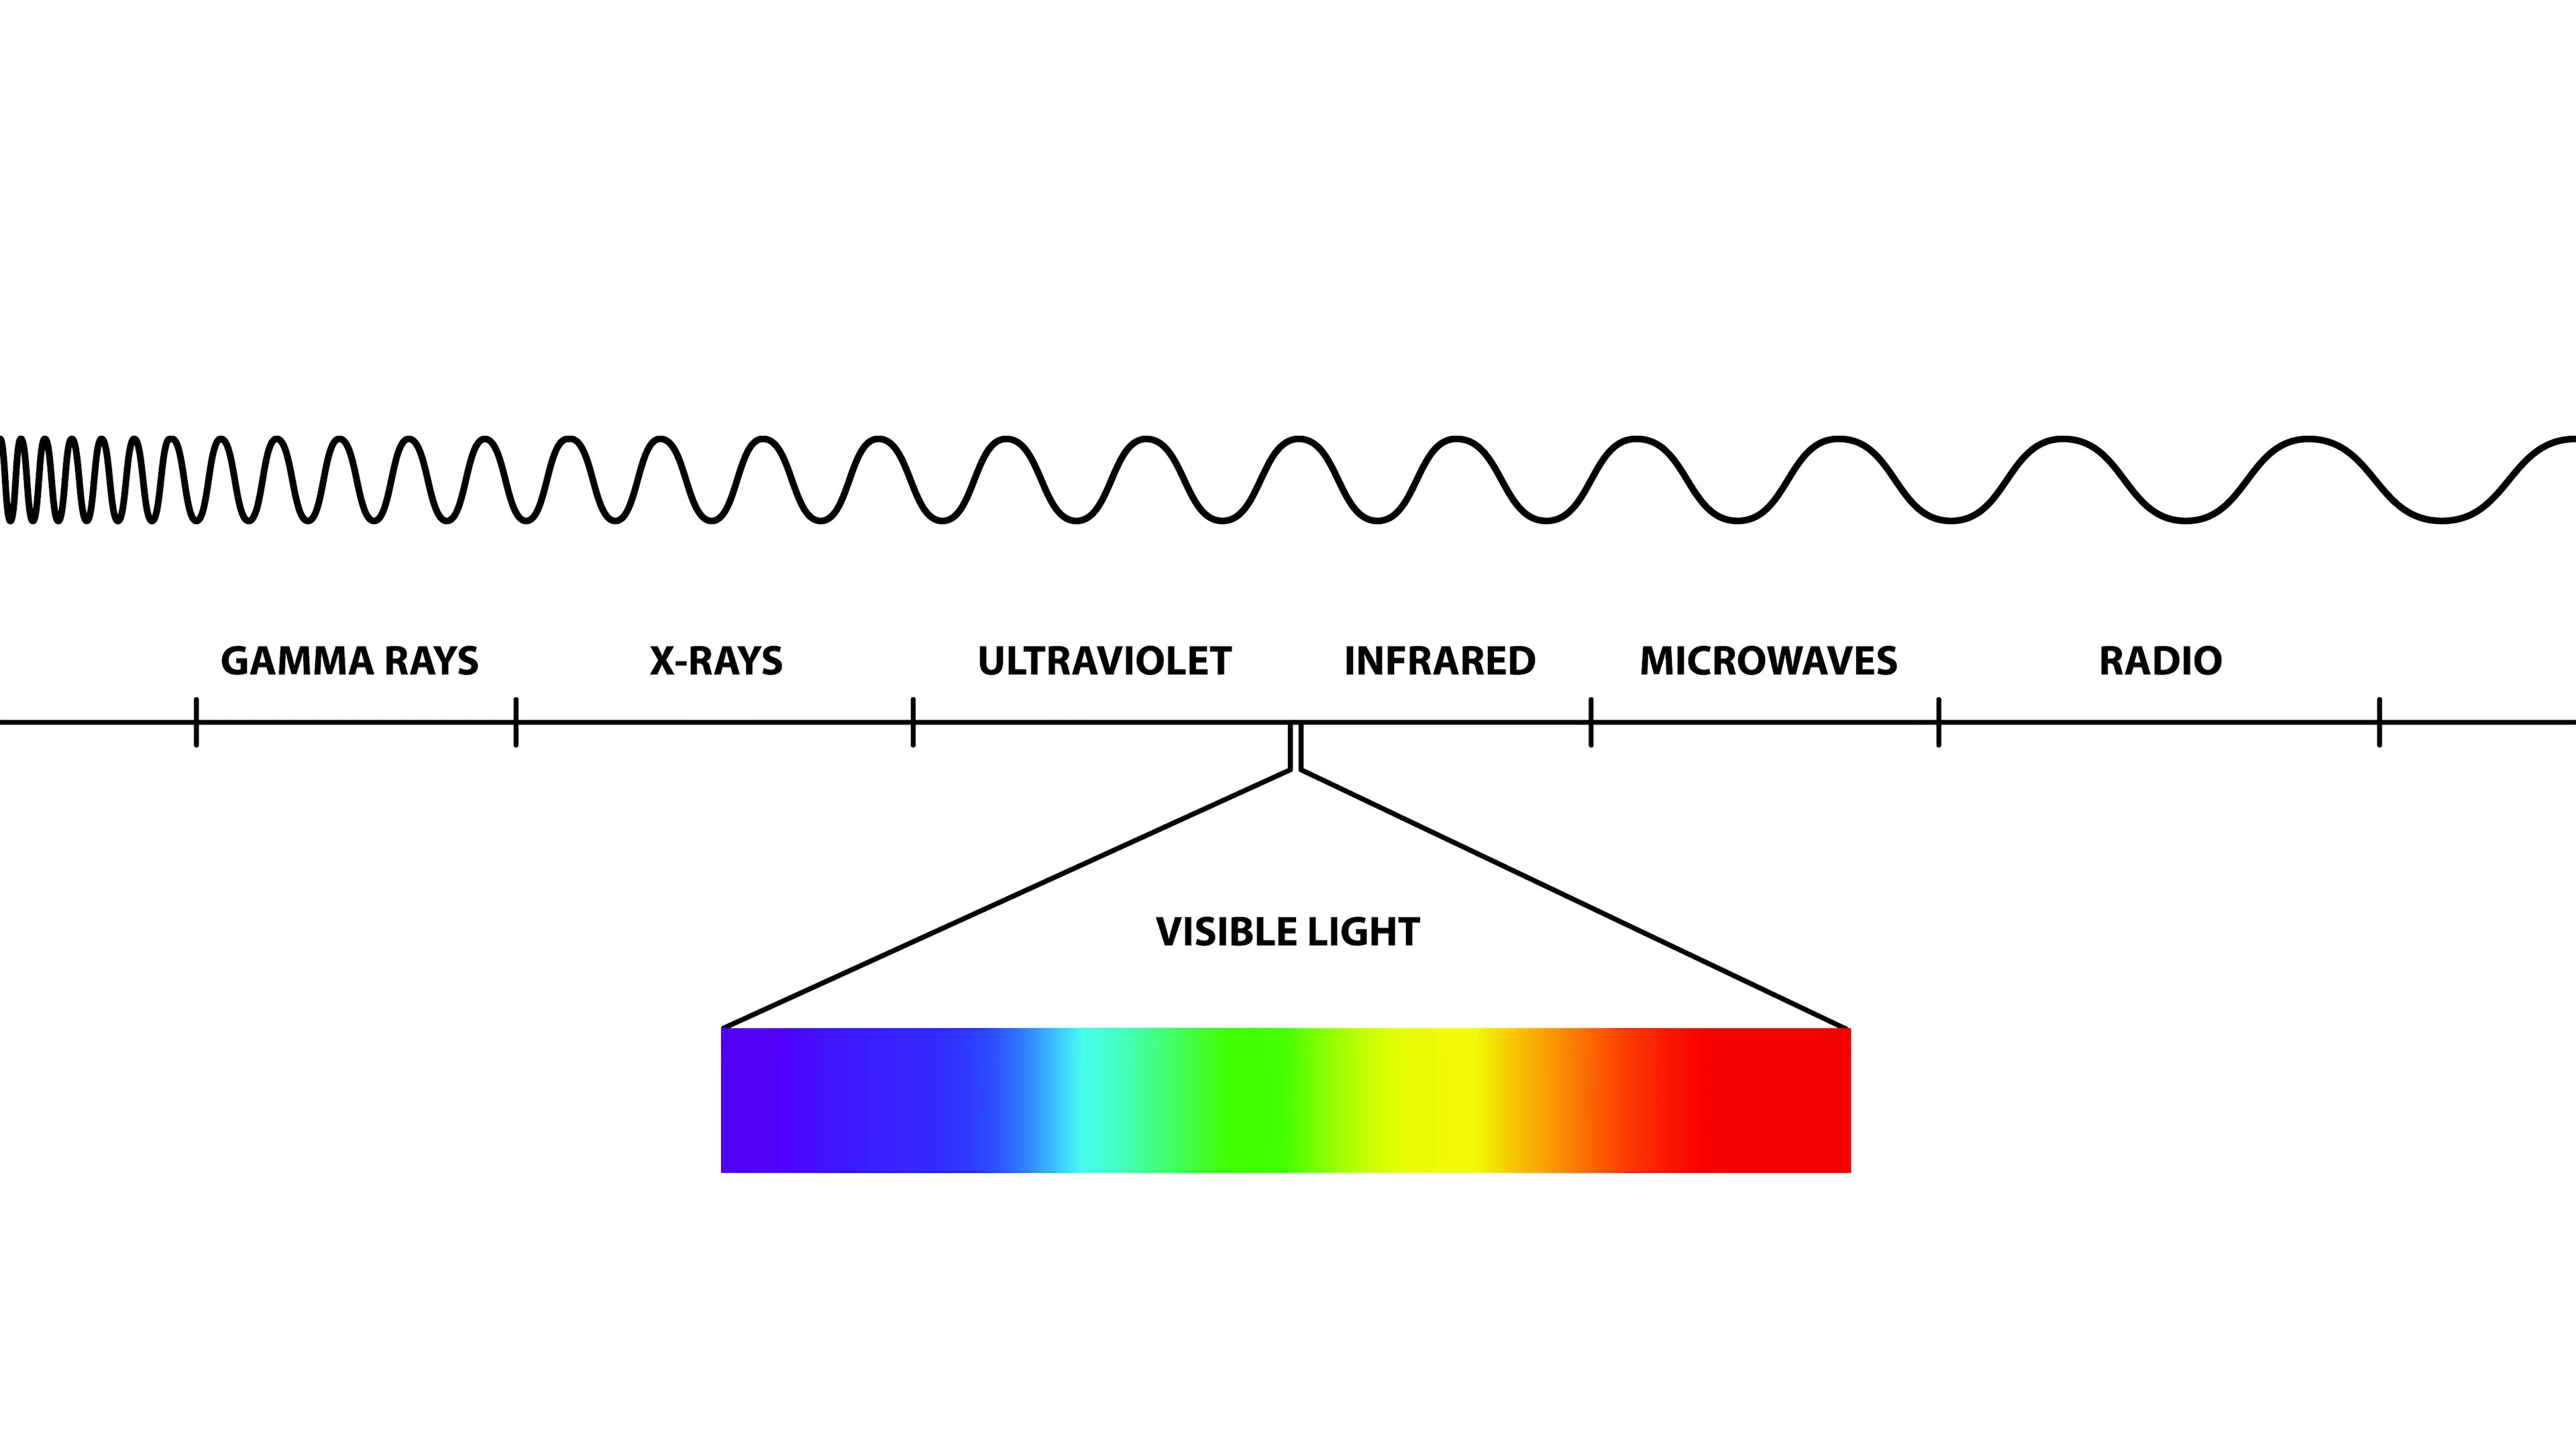 GAMMA RAYS
X-RAYS
ULTRAVIOLET
INFRARED
MICROWAVES
RADIO
VISIBLE LIGHT